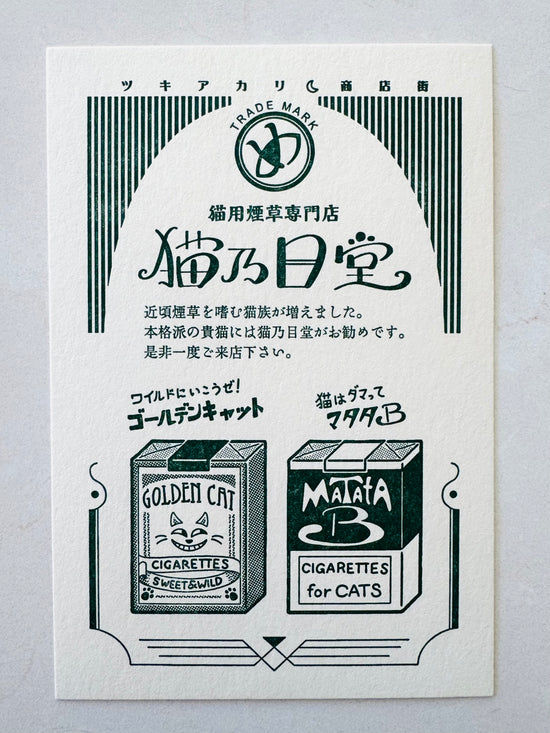 ツキアカリ商店街
TRADE MARK
め
猫用煙草専門店
猫乃目堂
近頃煙草を嗜む猫族が増えました。
本格派の貴猫には猫乃目堂がお勧めです。
是非一度ご来店下さい。
ワイルドにいこうぜ!
ゴールデンキャット
猫はダマって
マタタB
GOLDEN CAT
CIGARETTES
SWEET&WILD
MATATA
B
CIGARETTES
for CATS